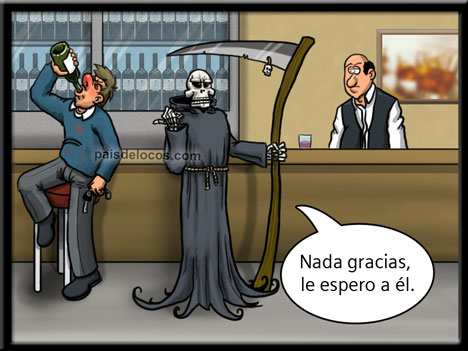 paisdelocos.com
Nada gracias,
le espero a él.